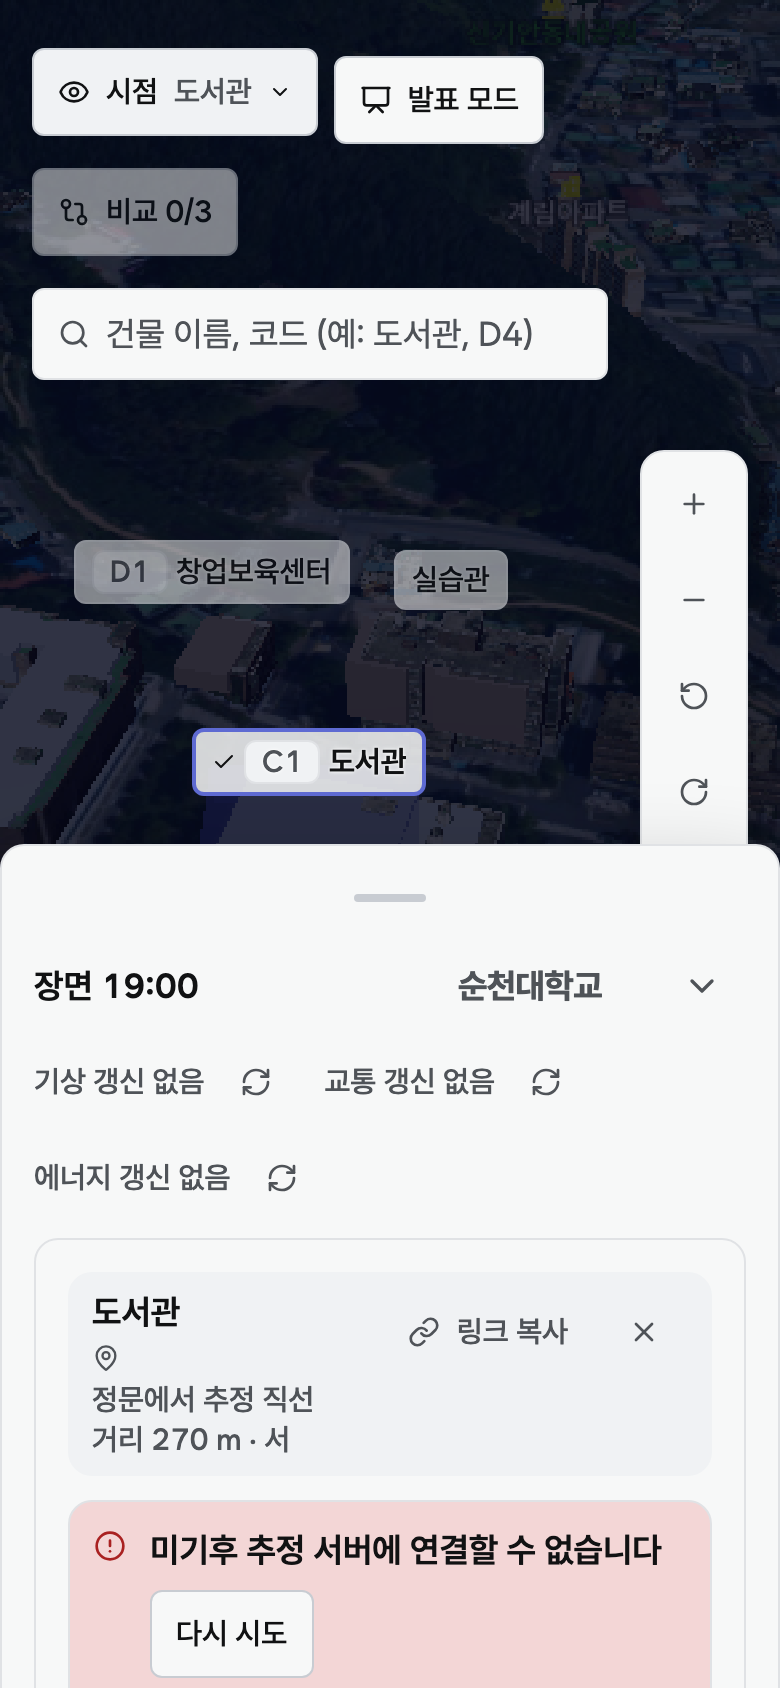 시점 도서관
발표 모드
비교 0/3
계림아파트
건물 이름, 코드 (예: 도서관, D4)
D1 창업보육센터
실습관
C1 도서관
장면 19:00
순천대학교
기상 갱신 없음
교통 갱신 없음
에너지 갱신 없음
도서관
링크 복사
정문에서 추정 직선
거리 270 m · 서
미기후 추정 서버에 연결할 수 없습니다
다시 시도